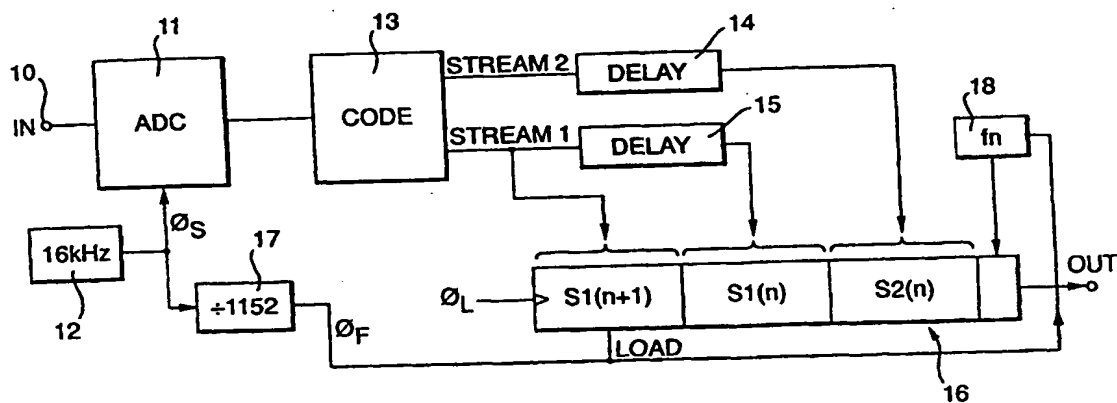 10
11
13
14
STREAM 2
DELAY
15
18
IN
ADC
CODE
STREAM 1
DELAY
fn
ØS
16kHz
17
12
÷1152
ØF
ØL
S1(n+1)
S1(n)
S2(n)
OUT
LOAD
16